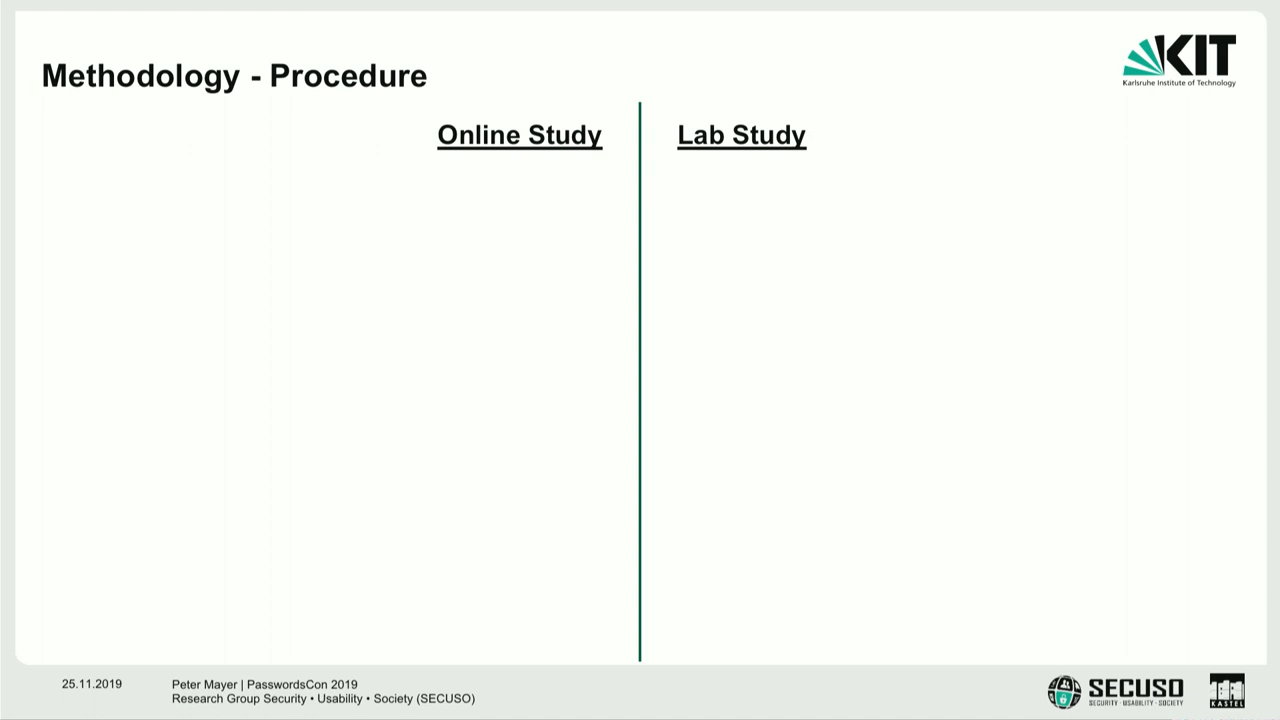 Methodology - Procedure
KIT
Karlsruhe Institute of Technology
Online Study
Lab Study
25.11.2019
Peter Mayer | PasswordsCon 2019
Research Group Security • Usability • Society (SECUSO)
SECUSO
SECURITY · USABILITY · SOCIETY
KASTEL